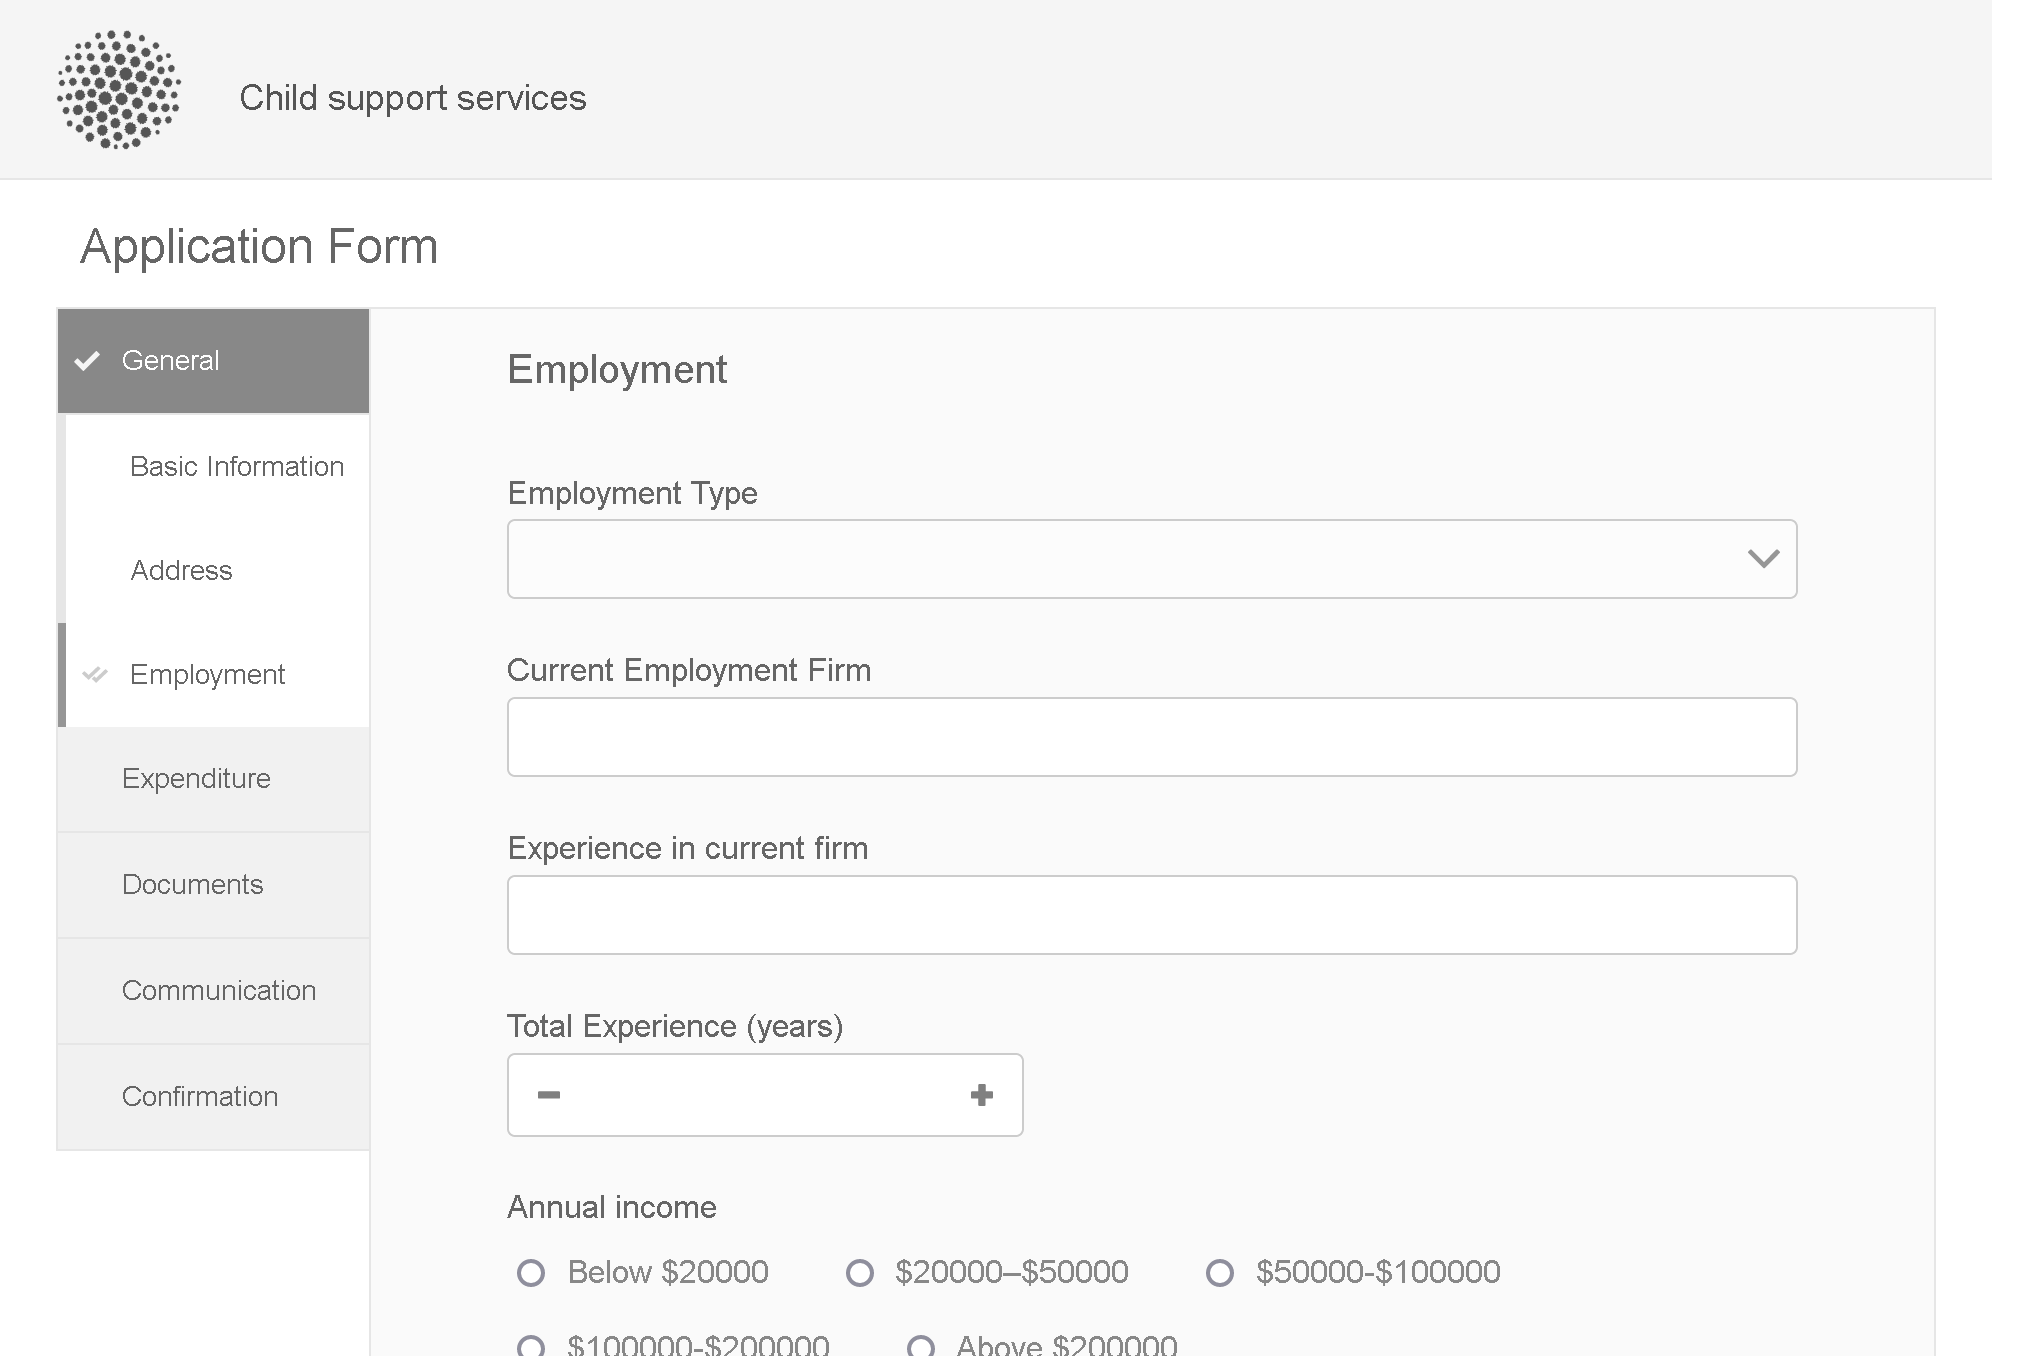 Child support services
Application Form
General
Basic Information
Address
Employment
Expenditure
Documents
Communication
Confirmation
Employment
Employment Type
Current Employment Firm
Experience in current firm
Total Experience (years)
Annual income
Below $20000 $20000–$50000 $50000-$100000
$100000-$200000 Above $200000